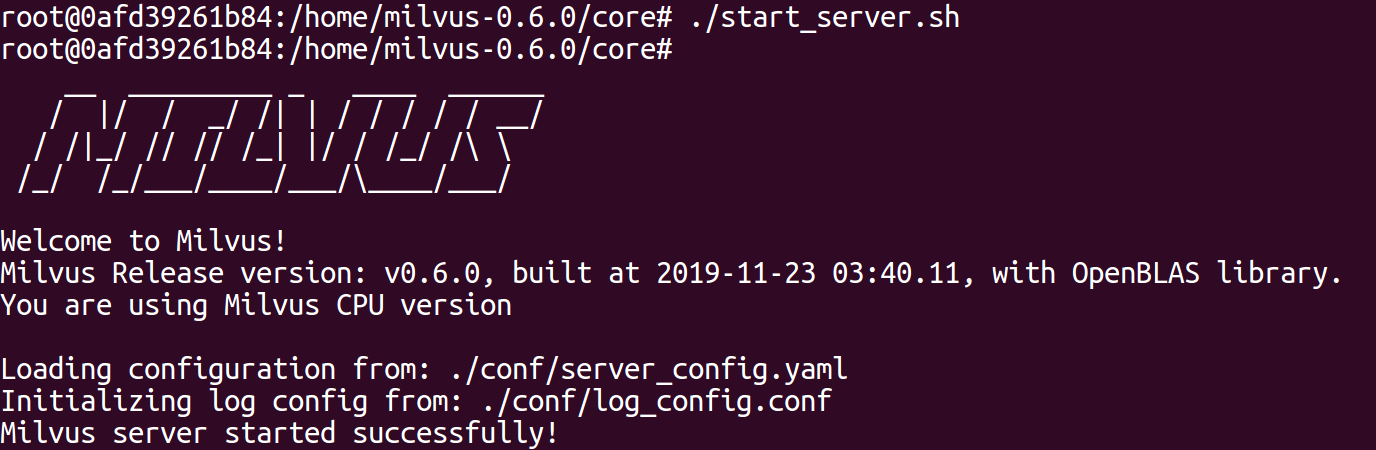 root@0afd39261b84:/home/milvus-0.6.0/core# ./start_server.sh
root@0afd39261b84:/home/milvus-0.6.0/core#
MILVUS
Welcome to Milvus!
Milvus Release version: v0.6.0, built at 2019-11-23 03:40.11, with OpenBLAS library.
You are using Milvus CPU version
Loading configuration from: ./conf/server_config.yaml
Initializing log config from: ./conf/log_config.conf
Milvus server started successfully!